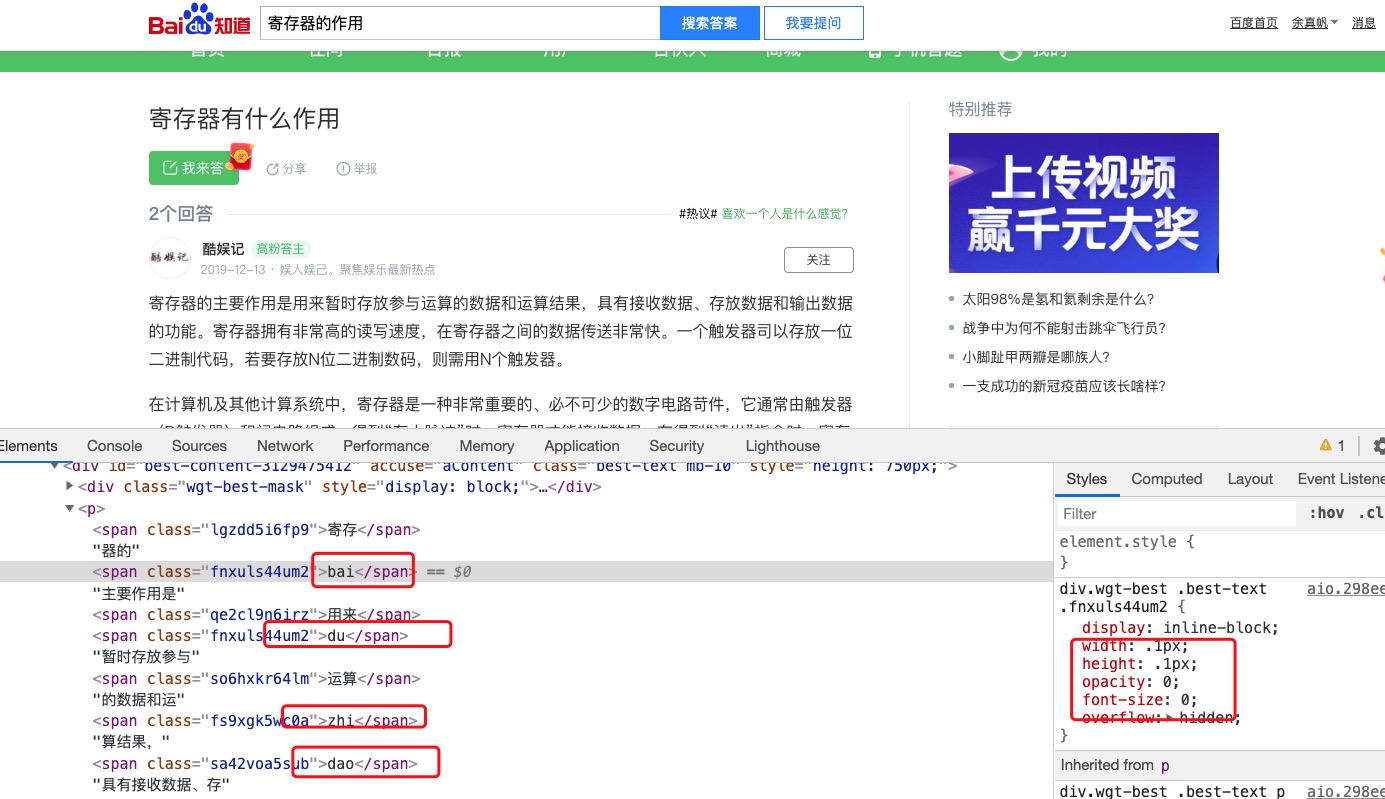 Bai du 知道 寄存器的作用 搜索答案 我要提问 百度首页 余真帆 消息
寄存器有什么作用
我来答 奖 分享 举报
2个回答 #热议# 喜欢一个人是什么感觉?
酷娱记 酷娱记 高粉答主
2019-12-13 · 娱人娱己。聚焦娱乐最新热点
关注
寄存器的主要作用是用来暂时存放参与运算的数据和运算结果，具有接收数据、存放数据和输出数据
的功能。寄存器拥有非常高的读写速度，在寄存器之间的数据传送非常快。一个触发器司以存放一位
二进制代码，若要存放N位二进制数码，则需用N个触发器。
在计算机及其他计算系统中，寄存器是一种非常重要的、必不可少的数字电路苛件，它通常由触发器
特别推荐
上传视频
赢千元大奖
太阳98%是氢和氦剩余是什么?
战争中为何不能射击跳伞飞行员?
小脚趾甲两瓣是哪族人?
一支成功的新冠疫苗应该长啥样?
Elements Console Sources Network Performance Memory Application Security Lighthouse 1
<div id="best-content-3129475412" accuse="aContent" class="best-text mb-10" style="height: 750px;">
<div class="wgt-best-mask" style="display: block;">…</div>
<p>
<span class="lgzdd5i6fp9">寄存</span>
"器的"
<span class="fnxuls44um2">bai</span> == $0
"主要作用是"
<span class="qe2cl9n6irz">用来</span>
<span class="fnxuls44um2">du</span>
"暂时存放参与"
<span class="so6hxkr64lm">运算</span>
"的数据和运"
<span class="fs9xgk5wc0a">zhi</span>
"算结果，"
<span class="sa42voa5sub">dao</span>
"具有接收数据、存"
Styles Computed Layout Event Listene
Filter :hov .cl
element.style {
}
div.wgt-best .best-text aio.298ee
.fnxuls44um2 {
display: inline-block;
width: .1px;
height: .1px;
opacity: 0;
font-size: 0;
overflow: hidden;
}
Inherited from p
div.wgt-best .best-text p aio.298ee